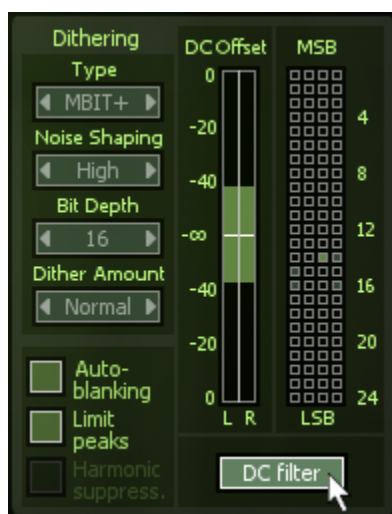 Dithering
Type
MBIT+
Noise Shaping
High
Bit Depth
16
Dither Amount
Normal
Auto-
blanking
Limit
peaks
Harmonic
suppress.
DC Offset
0
-20
-40
-∞
-40
-20
0
L R
MSB
4
8
12
16
20
24
LSB
DC filter